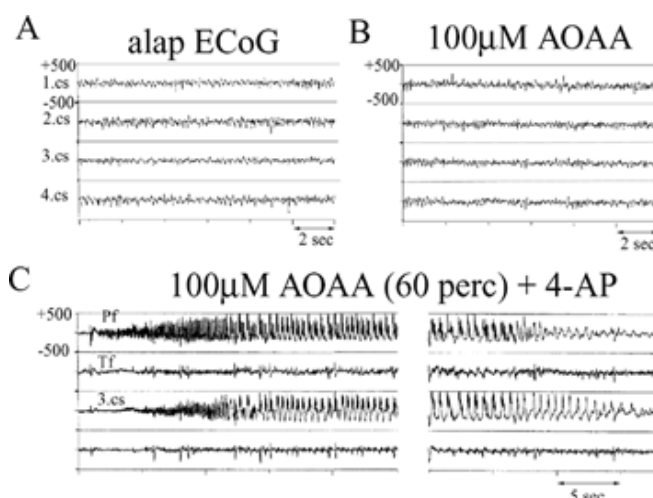 A
alap ECoG
+500
1.cs
-500
2.cs
3.cs
4.cs
2 sec
B
100μM AOAA
+500
-500
2 sec
C
100μM AOAA (60 perc) + 4-AP
+500
Pf
-500
Tf
3.cs
5 sec